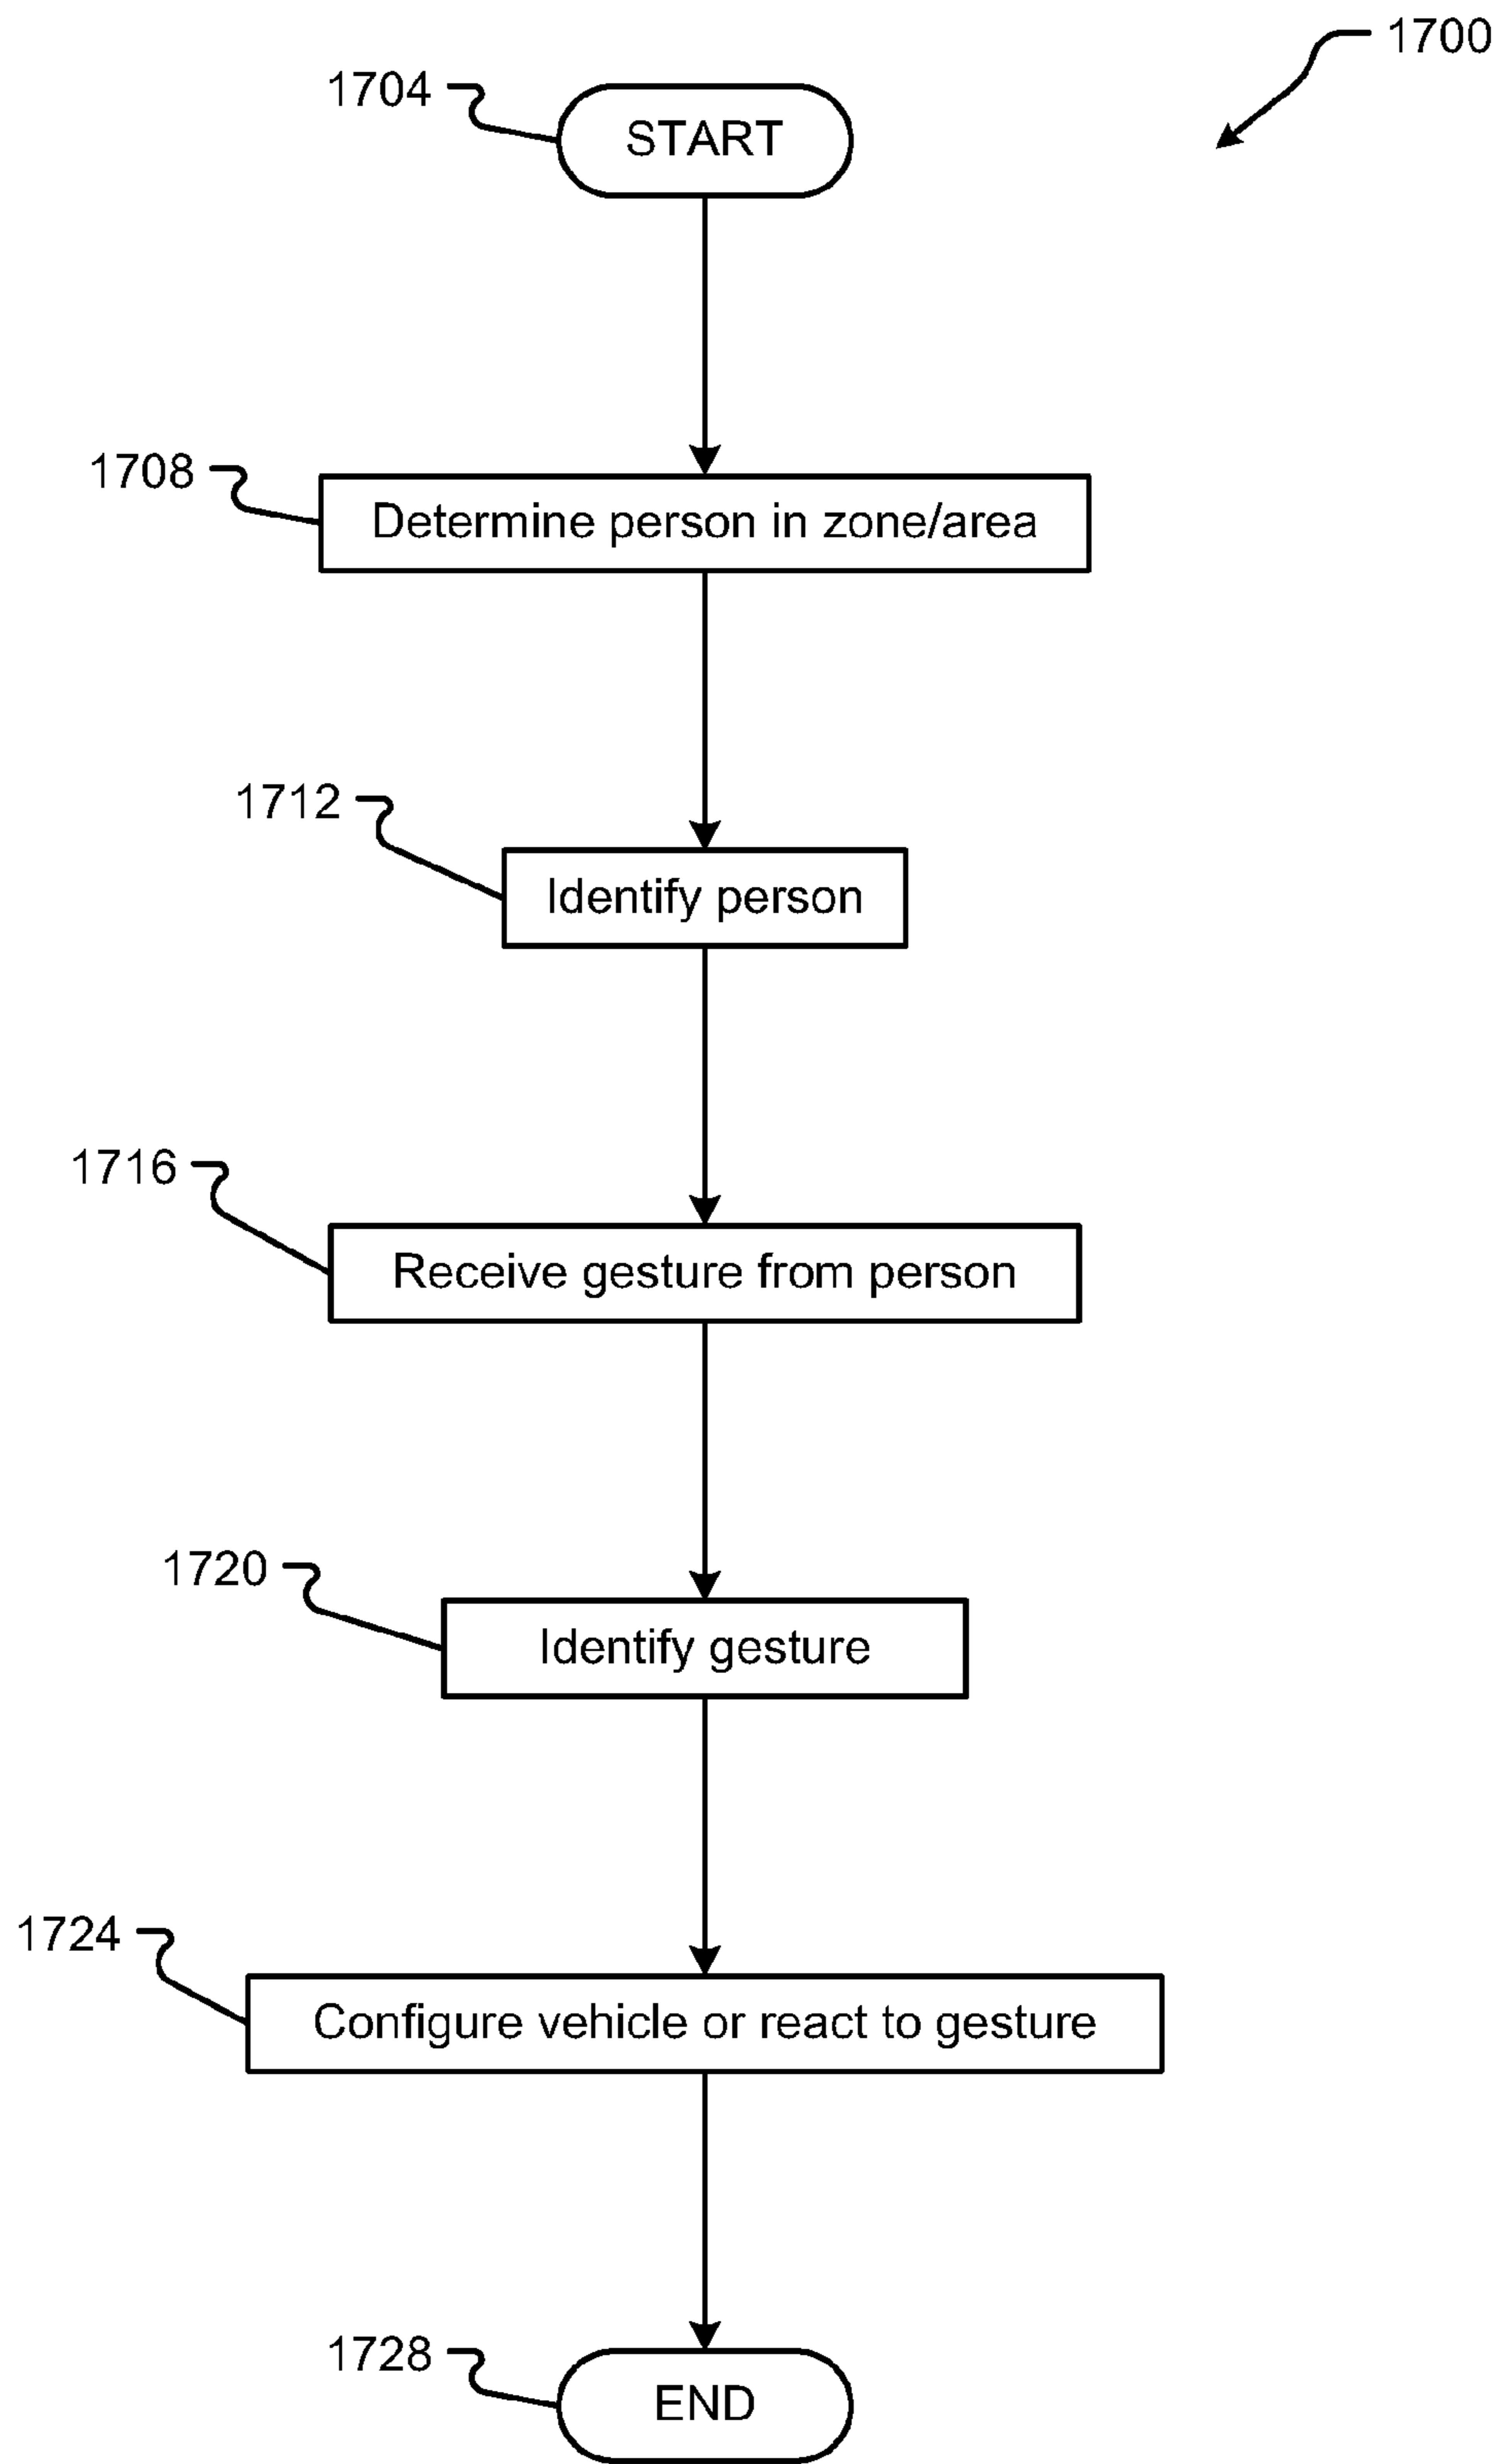 1700
1704
START
1708
Determine person in zone/area
1712
Identify person
1716
Receive gesture from person
1720
Identify gesture
1724
Configure vehicle or react to gesture
1728
END